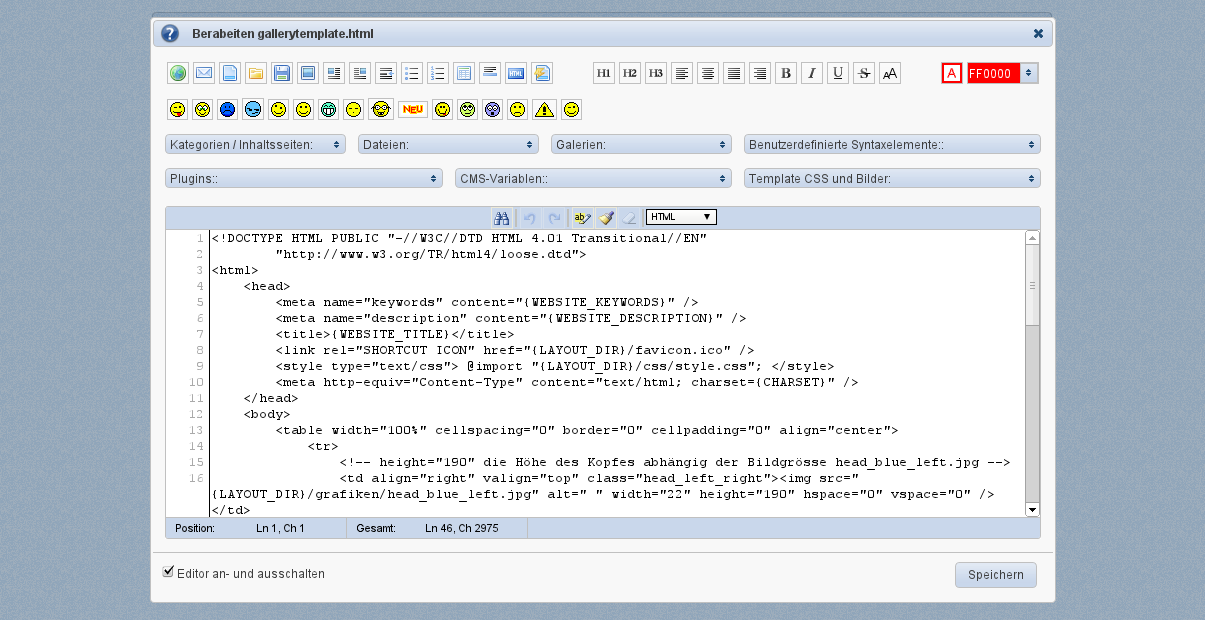 Berabeiten gallerytemplate.html
HTML H1 H2 H3 B I U S AA A FF0000
NEU
Kategorien / Inhaltsseiten: Dateien: Galerien: Benutzerdefinierte Syntaxelemente::
Plugins:: CMS-Variablen:: Template CSS und Bilder:
ab HTML
1 <!DOCTYPE HTML PUBLIC "-//W3C//DTD HTML 4.01 Transitional//EN"
2 "http://www.w3.org/TR/html4/loose.dtd">
3 <html>
4 <head>
5 <meta name="keywords" content="{WEBSITE_KEYWORDS}" />
6 <meta name="description" content="{WEBSITE_DESCRIPTION}" />
7 <title>{WEBSITE_TITLE}</title>
8 <link rel="SHORTCUT ICON" href="{LAYOUT_DIR}/favicon.ico" />
9 <style type="text/css"> @import "{LAYOUT_DIR}/css/style.css"; </style>
10 <meta http-equiv="Content-Type" content="text/html; charset={CHARSET}" />
11 </head>
12 <body>
13 <table width="100%" cellspacing="0" border="0" cellpadding="0" align="center">
14 <tr>
15 <!-- height="190" die Höhe des Kopfes abhängig der Bildgrösse head_blue_left.jpg -->
16 <td align="right" valign="top" class="head_left_right"><img src="
{LAYOUT_DIR}/grafiken/head_blue_left.jpg" alt=" " width="22" height="190" hspace="0" vspace="0" />
</td>
Position: Ln 1, Ch 1 Gesamt: Ln 46, Ch 2975
Editor an- und ausschalten
Speichern